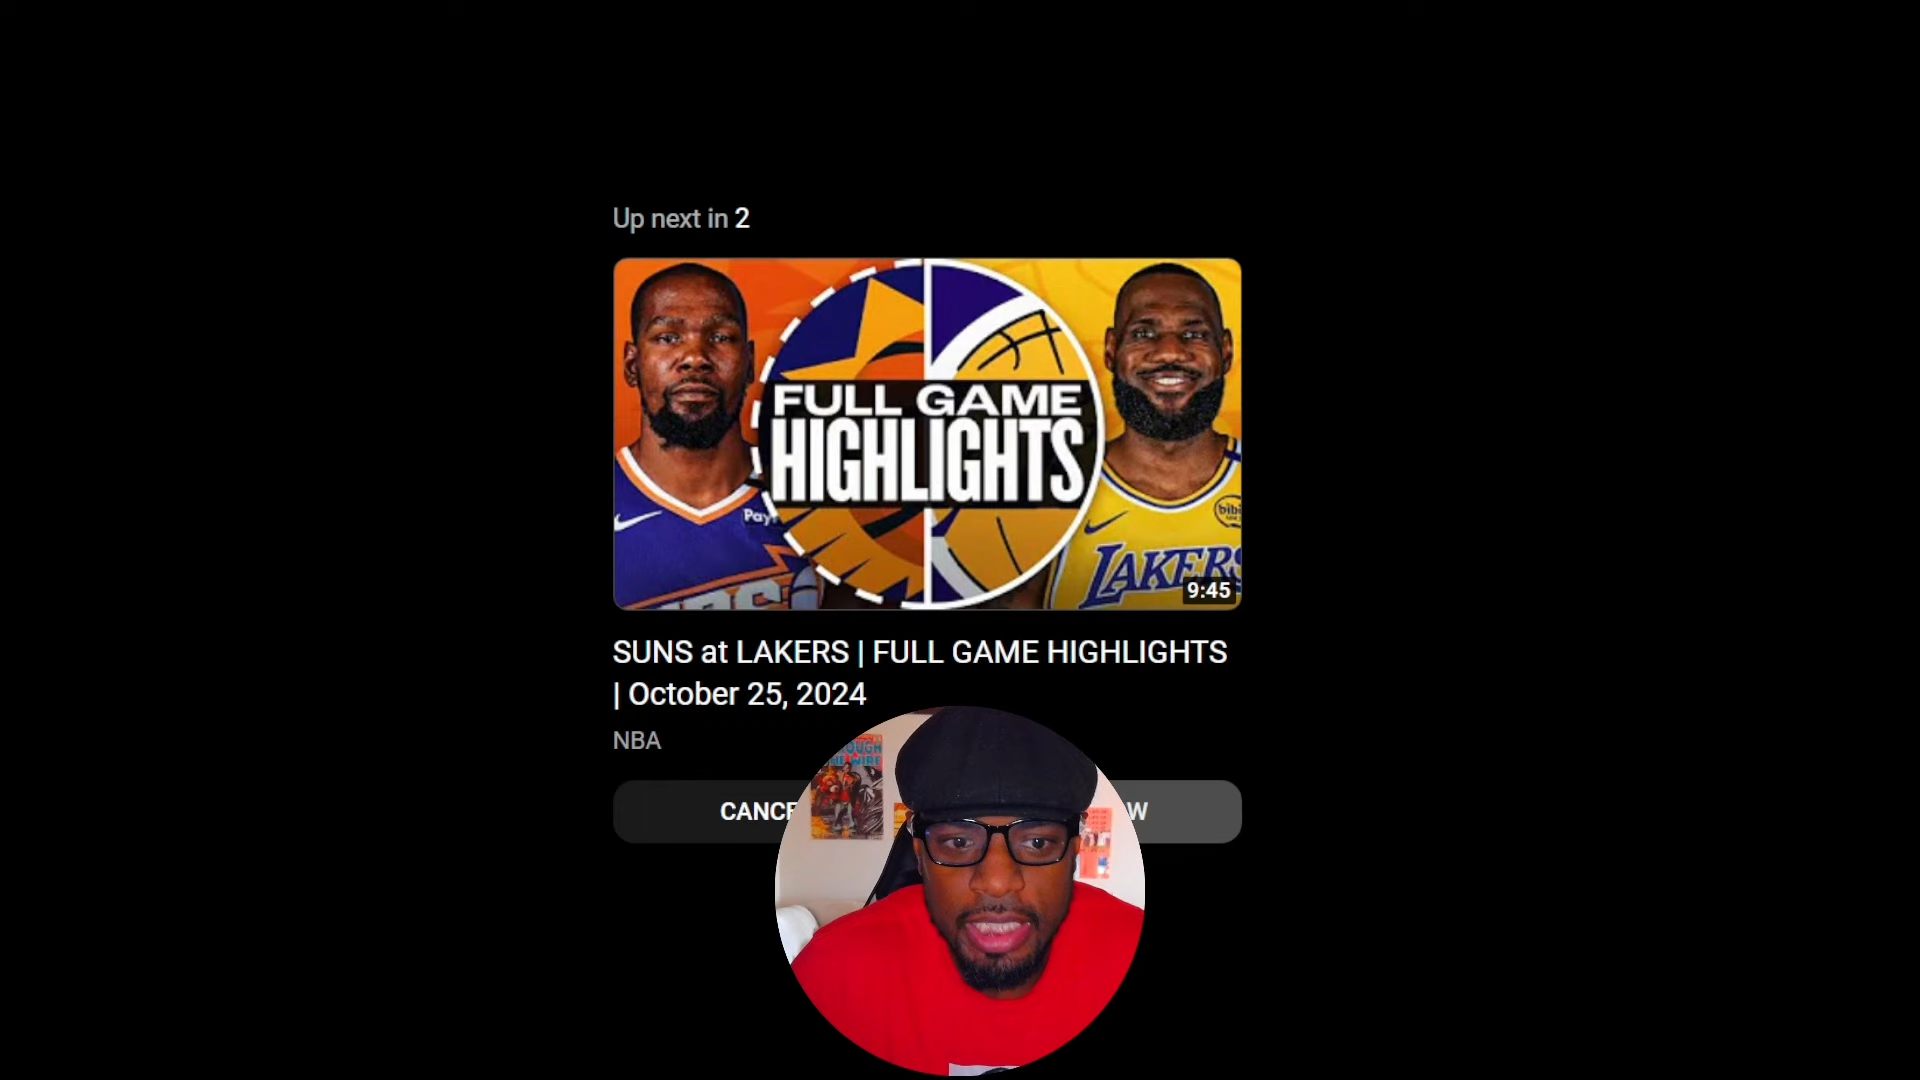 Up next in 2
FULL GAME
HIGHLIGHTS
LAKERS
9:45
SUNS at LAKERS | FULL GAME HIGHLIGHTS
| October 25, 2024
NBA